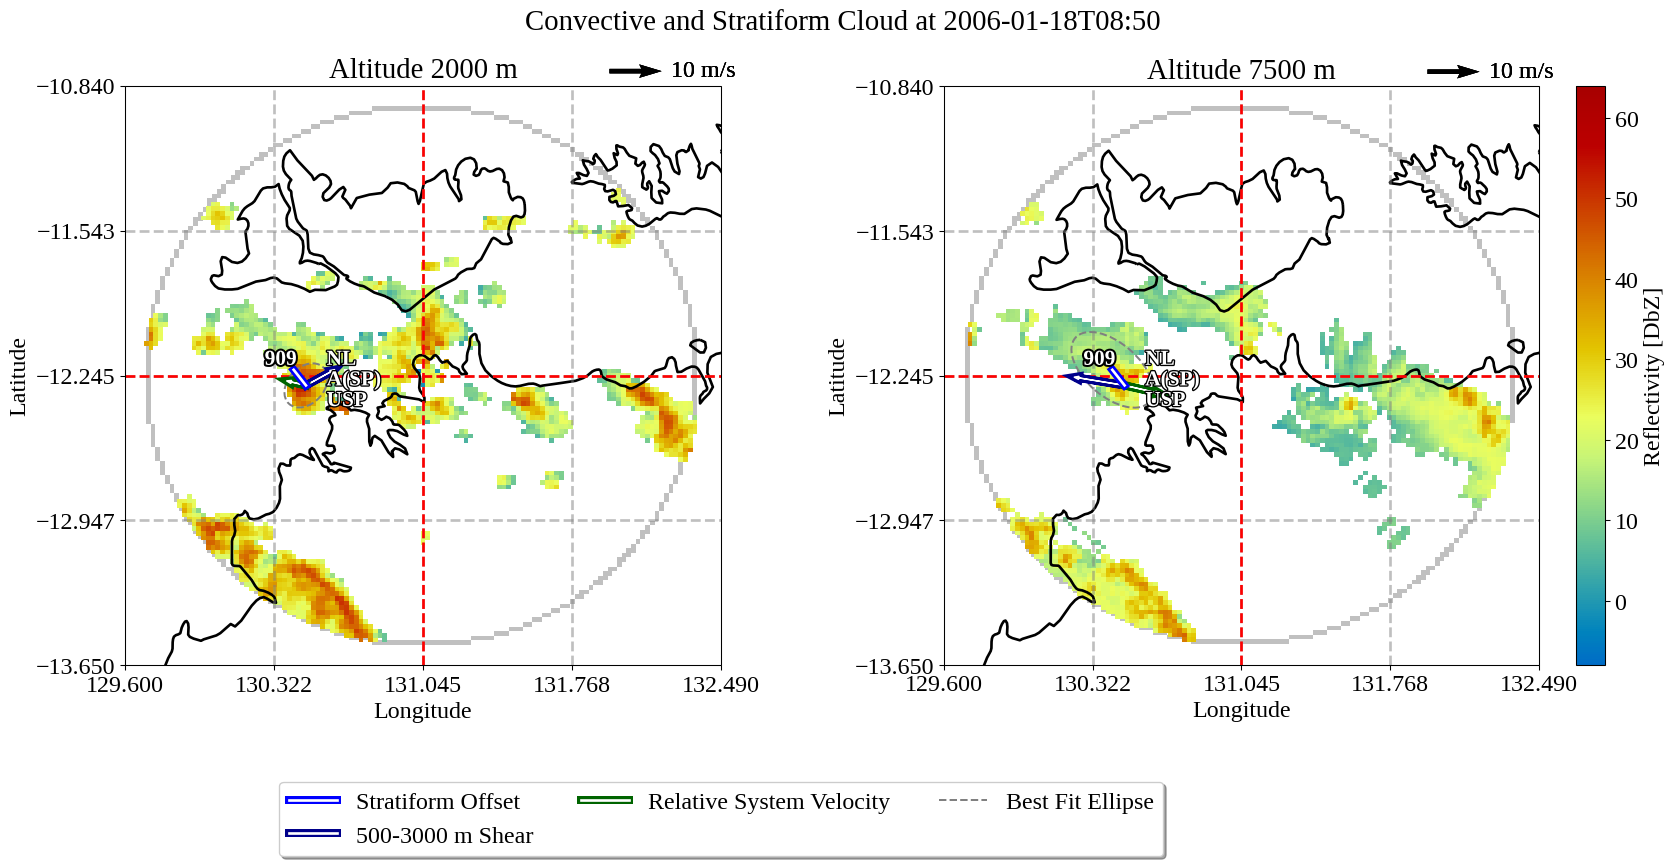 Convective and Stratiform Cloud at 2006-01-18T08:50
Altitude 2000 m
10 m/s
Altitude 7500 m
10 m/s
−10.840
−11.543
−12.245
−12.947
−13.650
Latitude
909
NL
A(SP)
USP
129.600
130.322
131.045
131.768
132.490
Longitude
−10.840
−11.543
−12.245
−12.947
−13.650
Latitude
909
NL
A(SP)
USP
129.600
130.322
131.045
131.768
132.490
Longitude
60
50
40
30
20
10
0
Reflectivity [DbZ]
Stratiform Offset
500-3000 m Shear
Relative System Velocity
Best Fit Ellipse